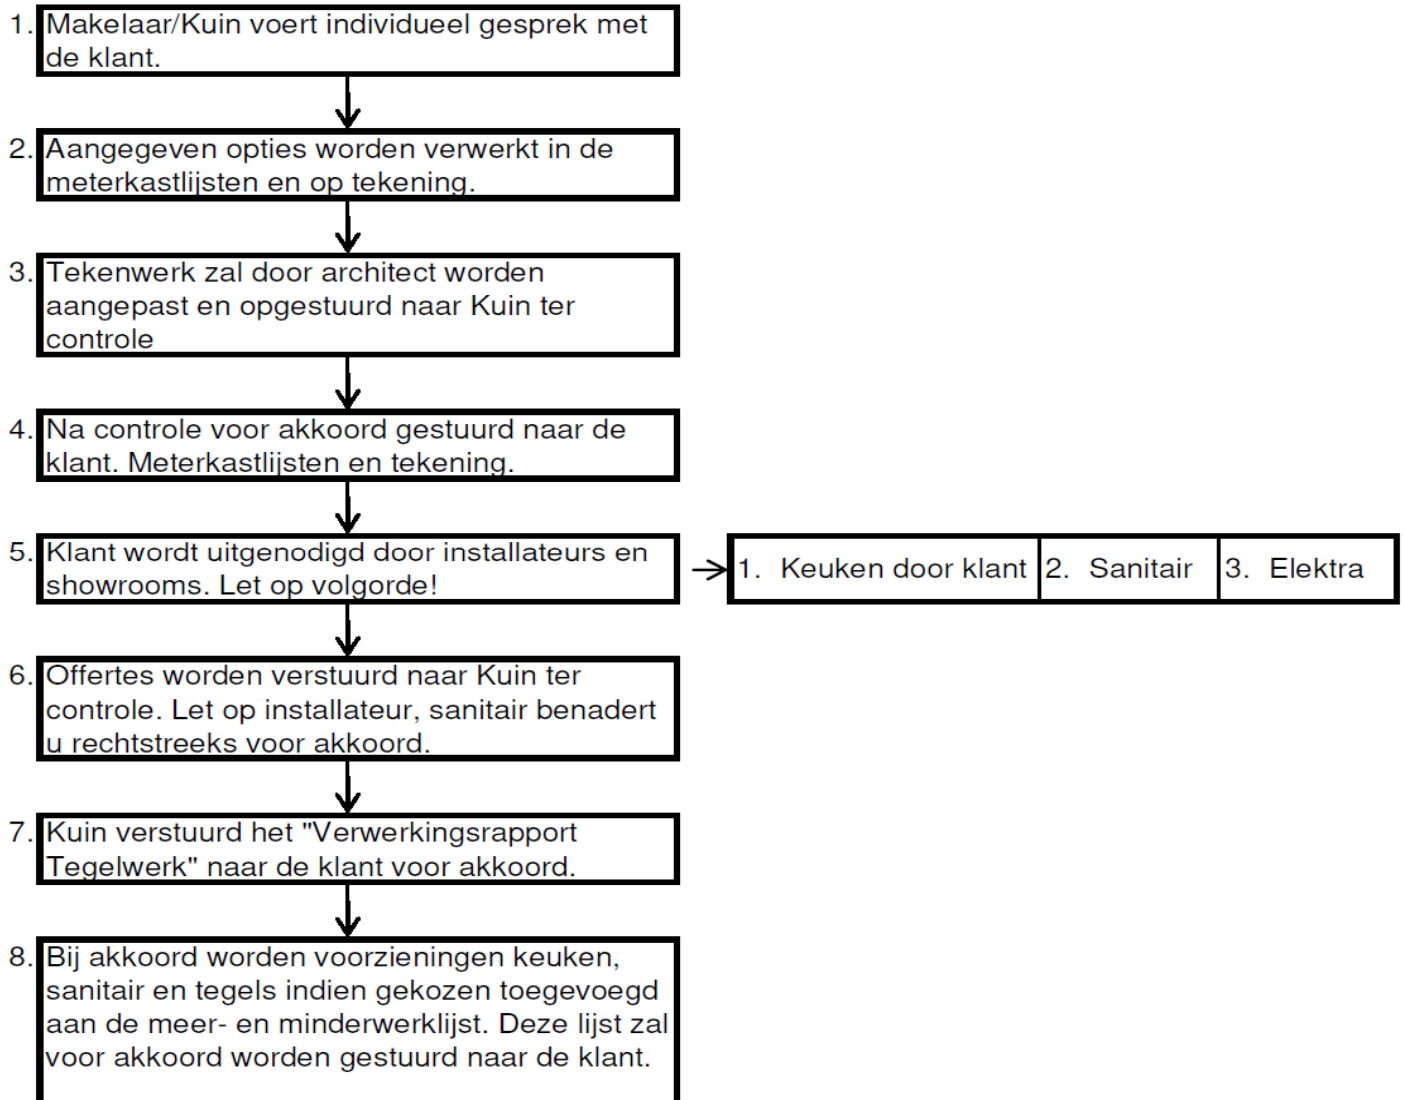 1. Makelaar/Kuin voert individueel gesprek met
de klant.
2. Aangegeven opties worden verwerkt in de
meterkastlijsten en op tekening.
3. Tekenwerk zal door architect worden
aangepast en opgestuurd naar Kuin ter
controle
4. Na controle voor akkoord gestuurd naar de
klant. Meterkastlijsten en tekening.
5. Klant wordt uitgenodigd door installateurs en
showrooms. Let op volgorde!
1. Keuken door klant 2. Sanitair 3. Elektra
6. Offertes worden verstuurd naar Kuin ter
controle. Let op installateur, sanitair benadert
u rechtstreeks voor akkoord.
7. Kuin verstuurd het "Verwerkingsrapport
Tegelwerk" naar de klant voor akkoord.
8. Bij akkoord worden voorzieningen keuken,
sanitair en tegels indien gekozen toegevoegd
aan de meer- en minderwerklijst. Deze lijst zal
voor akkoord worden gestuurd naar de klant.